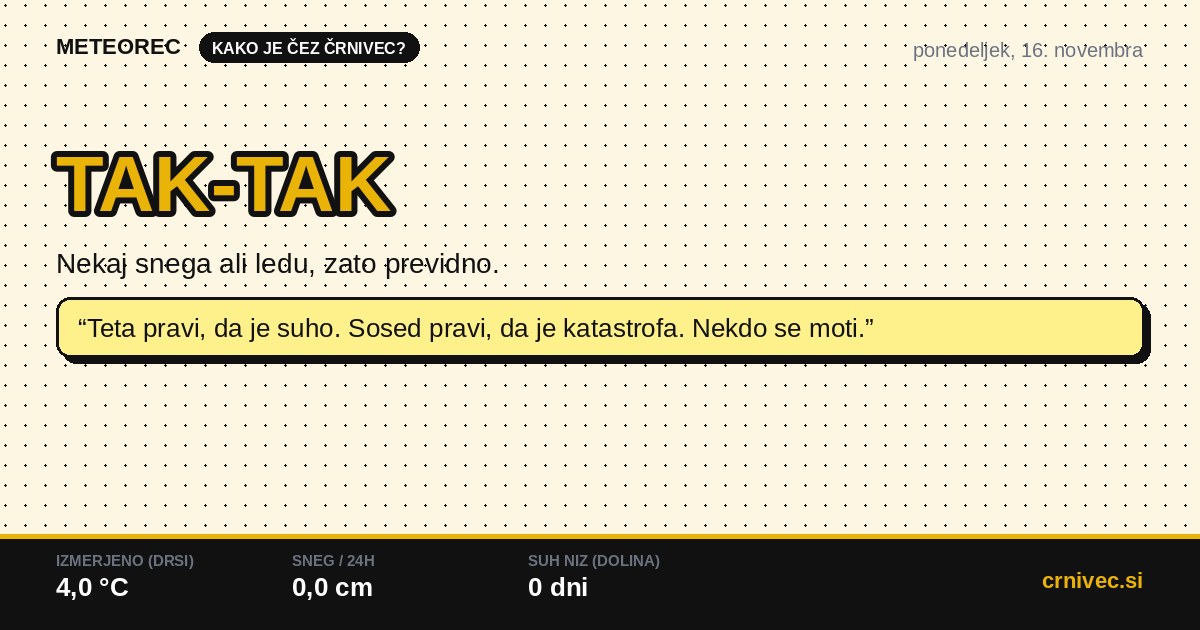 METEOREC
KAKO JE ČEZ ČRNIVEC?
ponedeljek, 16. novembra
TAK-TAK
Nekaj snega ali ledu, zato previdno.
“Teta pravi, da je suho. Sosed pravi, da je katastrofa. Nekdo se moti.”
IZMERJENO (DRSI)
4,0 °C
SNEG / 24H
0,0 cm
SUH NIZ (DOLINA)
0 dni
crnivec.si